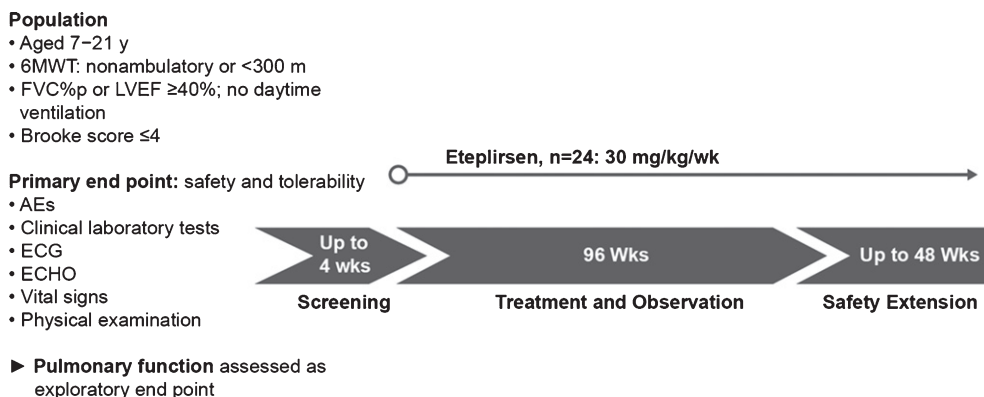 Population
• Aged 7−21 y
• 6MWT: nonambulatory or <300 m
• FVC%p or LVEF ≥40%; no daytime
ventilation
• Brooke score ≤4
Primary end point: safety and tolerability
• AEs
• Clinical laboratory tests
• ECG
• ECHO
• Vital signs
• Physical examination
► Pulmonary function assessed as
exploratory end point
Eteplirsen, n=24: 30 mg/kg/wk
Up to
4 wks
96 Wks
Up to 48 Wks
Screening
Treatment and Observation
Safety Extension